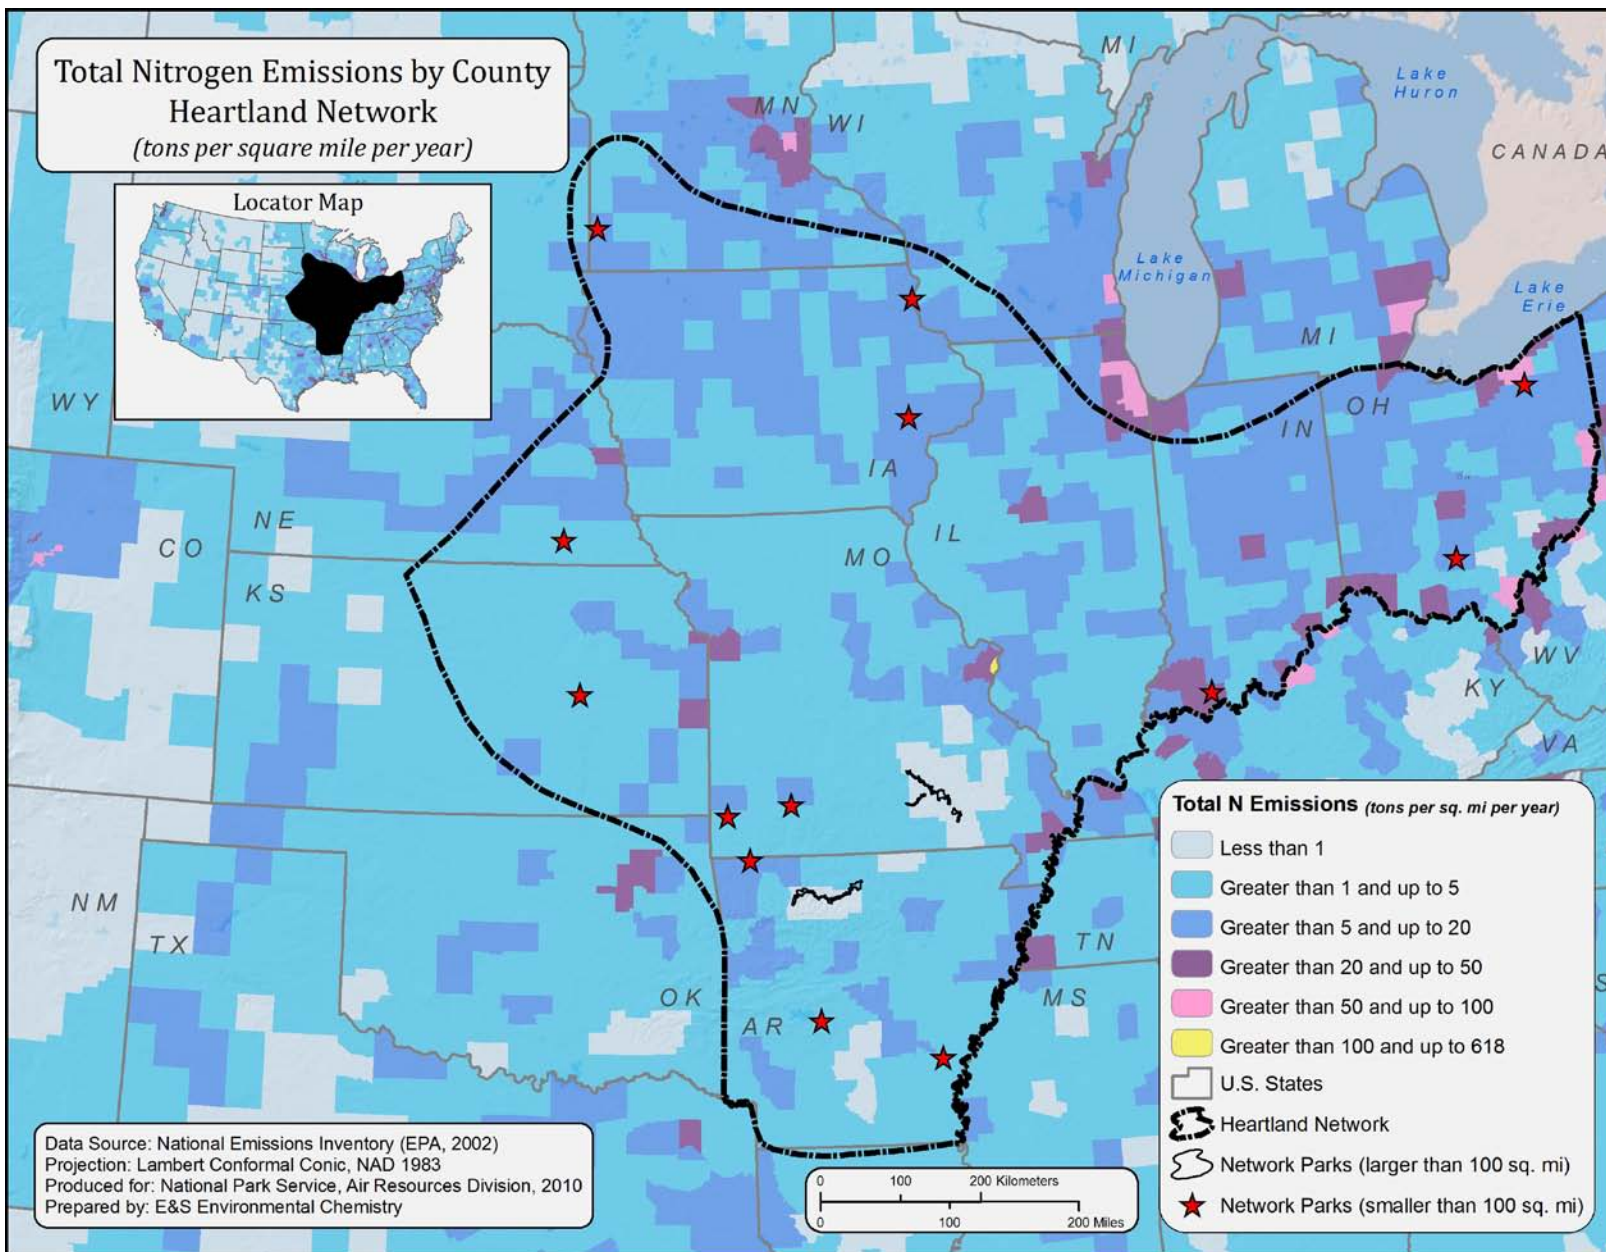 Total Nitrogen Emissions by County
Heartland Network
(tons per square mile per year)
Locator Map
MI
Lake
Huron
MN
WI
CANADA
Lake
Michigan
Lake
Erie
MI
WY
OH
IN
IA
NE
CO
IL
MO
KS
WV
KY
VA
NM
TX
TN
OK
MS
AR
Total N Emissions (tons per sq. mi per year)
Less than 1
Greater than 1 and up to 5
Greater than 5 and up to 20
Greater than 20 and up to 50
Greater than 50 and up to 100
Greater than 100 and up to 618
U.S. States
Heartland Network
Network Parks (larger than 100 sq. mi)
Network Parks (smaller than 100 sq. mi)
Data Source: National Emissions Inventory (EPA, 2002)
Projection: Lambert Conformal Conic, NAD 1983
Produced for: National Park Service, Air Resources Division, 2010
Prepared by: E&S Environmental Chemistry
0 100 200 Kilometers
0 100 200 Miles